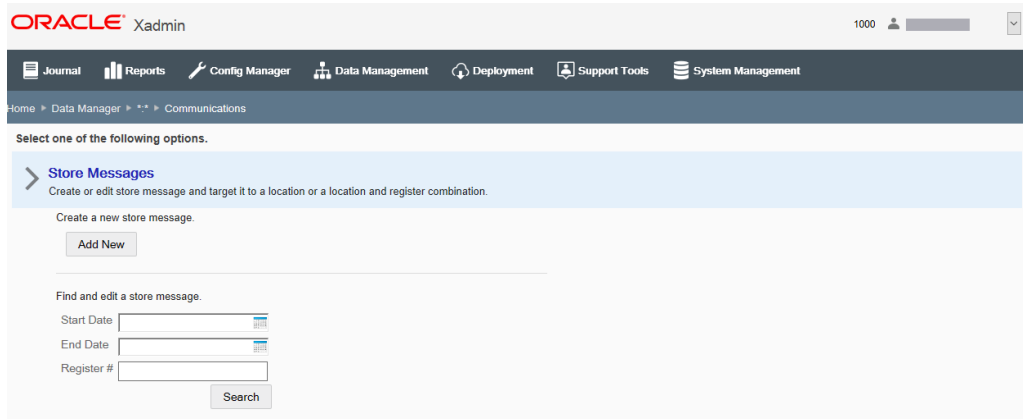 ORACLE® Xadmin 1000
Journal Reports Config Manager Data Management Deployment Support Tools System Management
Home Data Manager *:* Communications
Select one of the following options.
Store Messages
Create or edit store message and target it to a location or a location and register combination.
Create a new store message.
Add New
Find and edit a store message.
Start Date
End Date
Register #
Search